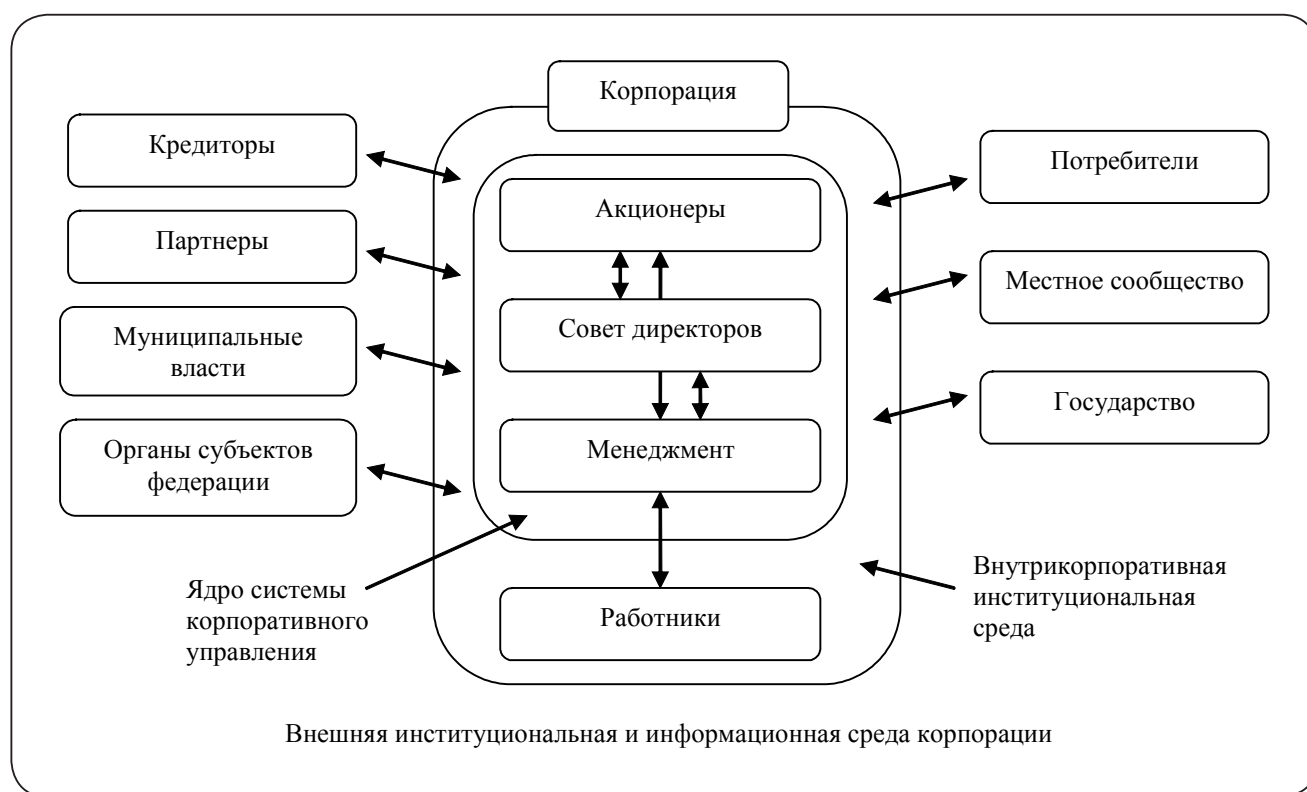 Корпорация
Кредиторы
Партнеры
Муниципальные
власти
Органы субъектов
федерации
Акционеры
Совет директоров
Менеджмент
Работники
Потребители
Местное сообщество
Государство
Ядро системы
корпоративного
управления
Внутрикорпоративная
институциональная
среда
Внешняя институциональная и информационная среда корпорации